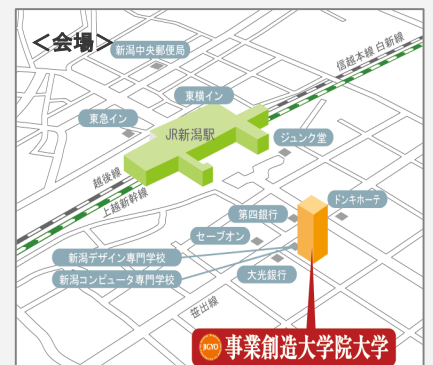 ＜会場＞
新潟中央郵便局
信越本線 白新線
東横イン
東急イン
JR新潟駅
ジュンク堂
越後線
上越新幹線
ドンキホーテ
第四銀行
セーブオン
新潟デザイン専門学校
大光銀行
新潟コンピュータ専門学校
笹出線
JIGYO 事業創造大学院大学